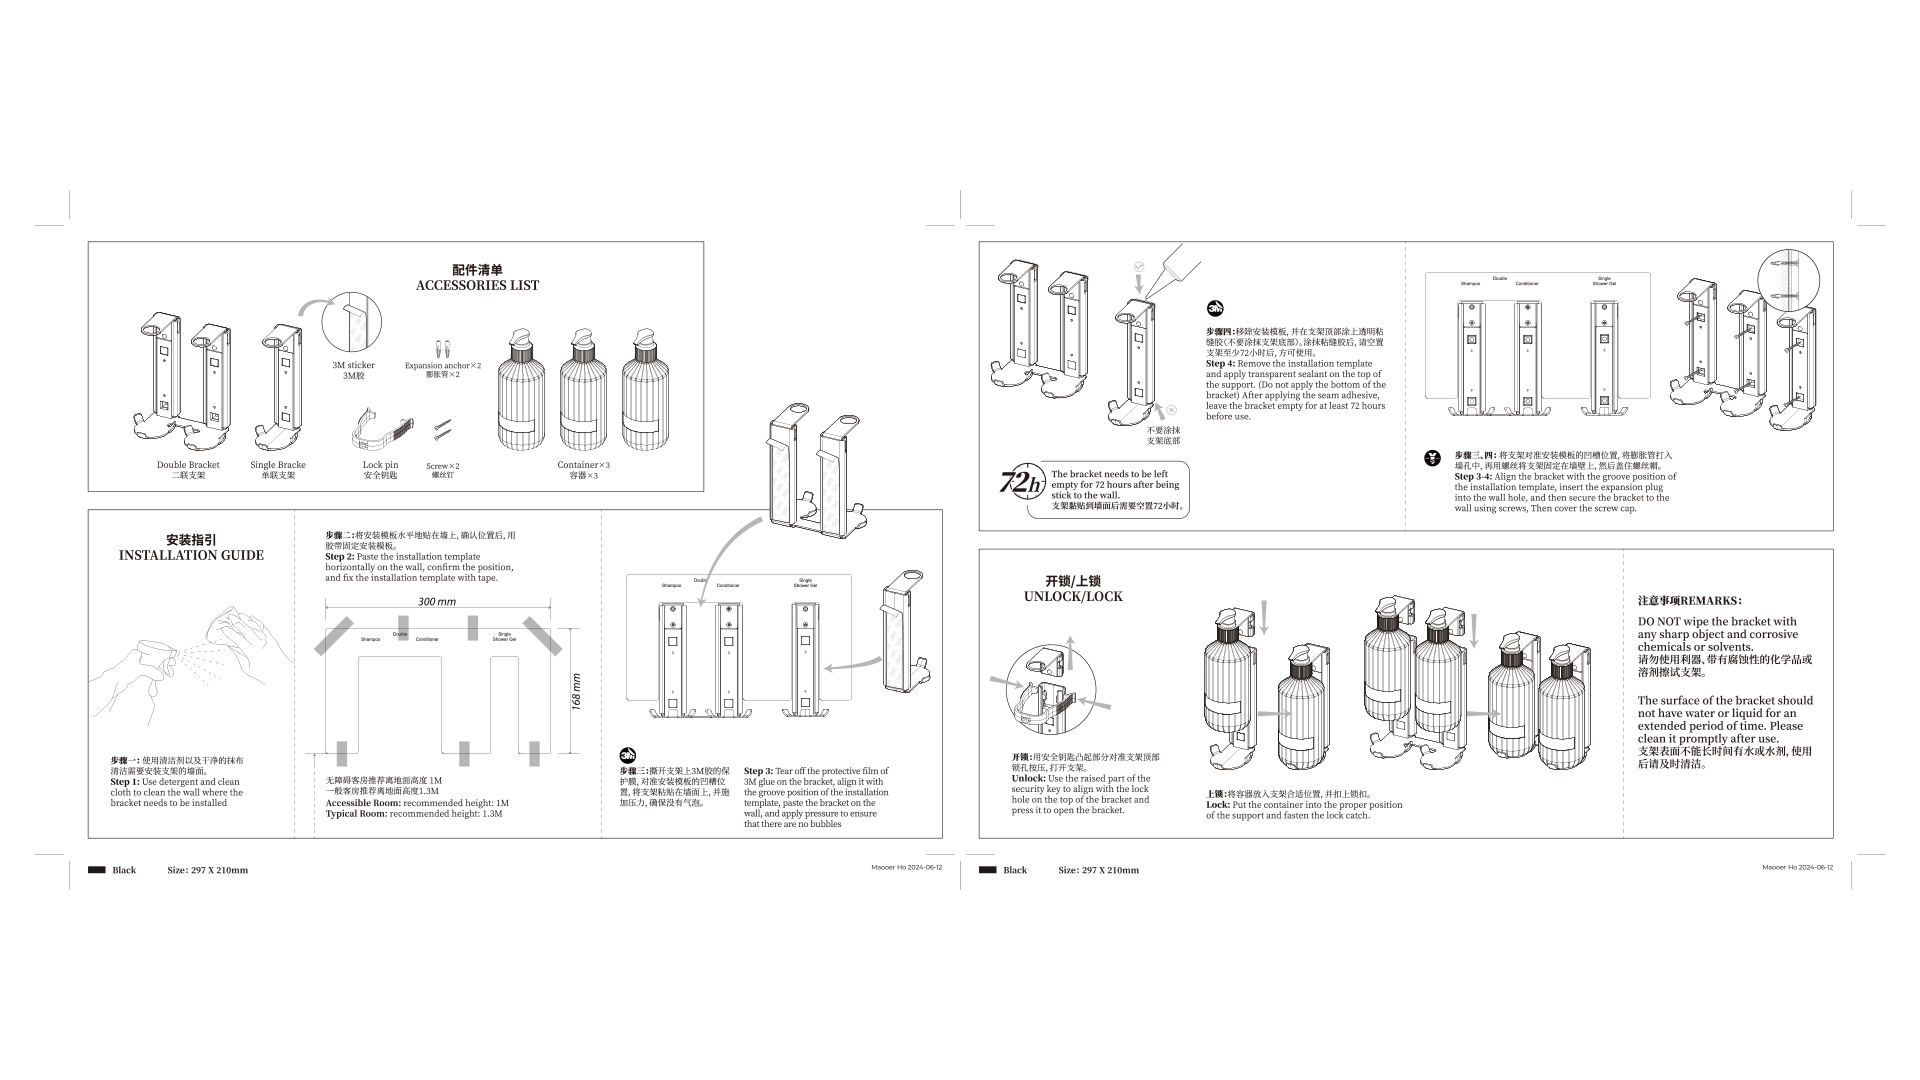 配件清单
ACCESSORIES LIST
3M sticker
3M胶
Expansion anchor×2
膨胀管×2
Double Bracket
二联支架
Single Bracke
单联支架
Lock pin
安全钥匙
Screw×2
螺丝钉
Container×3
容器×3
安装指引
INSTALLATION GUIDE
步骤一：使用清洁剂以及干净的抹布
清洁需要安装支架的墙面。
Step 1: Use detergent and clean
cloth to clean the wall where the
bracket needs to be installed
步骤二：将安装模板水平地贴在墙上，确认位置后，用
胶带固定安装模板。
Step 2: Paste the installation template
horizontally on the wall, confirm the position,
and fix the installation template with tape.
300 mm
Double
Shampoo
Conditioner
Single
Shower Gel
168 mm
无障碍客房推荐离地面高度 1M
一般客房推荐离地面高度1.3M
Accessible Room: recommended height: 1M
Typical Room: recommended height: 1.3M
Double
Shampoo
Conditioner
Single
Shower Gel
3M
步骤三：撕开支架上3M胶的保
护膜，对准安装模板的凹槽位
置，将支架粘贴在墙面上，并施
加压力，确保没有气泡。
Step 3: Tear off the protective film of
3M glue on the bracket, align it with
the groove position of the installation
template, paste the bracket on the
wall, and apply pressure to ensure
that there are no bubbles
Black
Size: 297 X 210mm
Maooer Ho 2024-06-12
不要涂抹
支架底部
72h
The bracket needs to be left
empty for 72 hours after being
stick to the wall.
支架黏贴到墙面后需要空置72小时。
3M
步骤四：移除安装模板，并在支架顶部涂上透明粘
缝胶（不要涂抹支架底部）。涂抹粘缝胶后，请空置
支架至少72小时后，方可使用。
Step 4: Remove the installation template
and apply transparent sealant on the top of
the support. (Do not apply the bottom of the
bracket) After applying the seam adhesive,
leave the bracket empty for at least 72 hours
before use.
Double
Shampoo
Conditioner
Single
Shower Gel
步骤三、四：将支架对准安装模板的凹槽位置，将膨胀管打入
墙孔中，再用螺丝将支架固定在墙壁上，然后盖住螺丝帽。
Step 3-4: Align the bracket with the groove position of
the installation template, insert the expansion plug
into the wall hole, and then secure the bracket to the
wall using screws, Then cover the screw cap.
开锁/上锁
UNLOCK/LOCK
开锁：用安全钥匙凸起部分对准支架顶部
锁孔按压，打开支架。
Unlock: Use the raised part of the
security key to align with the lock
hole on the top of the bracket and
press it to open the bracket.
上锁：将容器放入支架合适位置，并扣上锁扣。
Lock: Put the container into the proper position
of the support and fasten the lock catch.
注意事项REMARKS:
DO NOT wipe the bracket with
any sharp object and corrosive
chemicals or solvents.
请勿使用利器、带有腐蚀性的化学品或
溶剂擦试支架。
The surface of the bracket should
not have water or liquid for an
extended period of time. Please
clean it promptly after use.
支架表面不能长时间有水或水剂，使用
后请及时清洁。
Black
Size: 297 X 210mm
Maooer Ho 2024-06-12